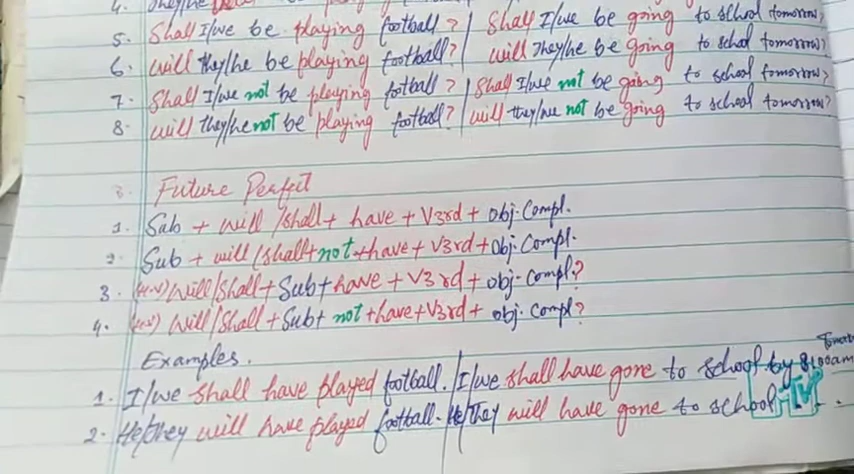 4. They/he
5. Shall I/we be playing football? / Shall I/we be going to school tomorrow?
6. will they/he be playing football? / will they/he be going to school tomorrow?
7. Shall I/we not be playing football? / Shall I/we not be going to school tomorrow?
8. will they/he not be playing football? / will they/we not be going to school tomorrow?
3. Future Perfect
1. Sub + will /shall + have + V3rd + obj. Compl.
2. Sub + will /shall + not + have + V3rd + obj. Compl.
3. (H.V) Will/Shall + Sub + have + V3rd + obj. compl?
4. (H.V) Will/Shall + Sub + not + have + V3rd + obj. compl?
Examples.
1. I/we shall have played football. / I/we shall have gone to school by 8:00am
2. He/they will have played football. He/They will have gone to school